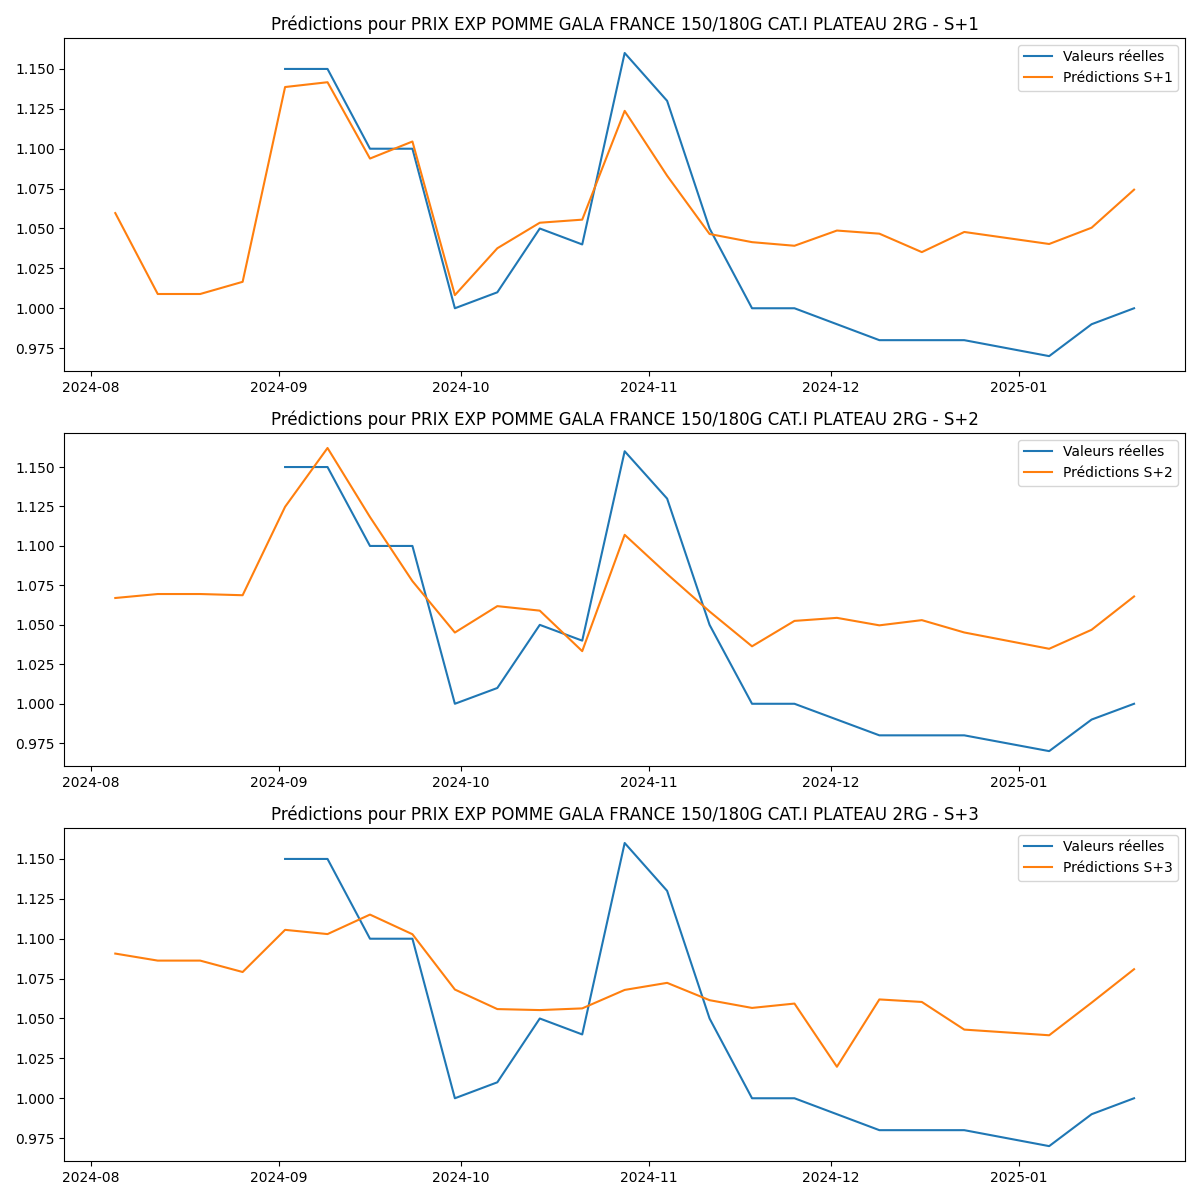 Prédictions pour PRIX EXP POMME GALA FRANCE 150/180G CAT.I PLATEAU 2RG - S+1
Valeurs réelles
Prédictions S+1
1.150
1.125
1.100
1.075
1.050
1.025
1.000
0.975
2024-08 2024-09 2024-10 2024-11 2024-12 2025-01
Prédictions pour PRIX EXP POMME GALA FRANCE 150/180G CAT.I PLATEAU 2RG - S+2
Valeurs réelles
Prédictions S+2
1.150
1.125
1.100
1.075
1.050
1.025
1.000
0.975
2024-08 2024-09 2024-10 2024-11 2024-12 2025-01
Prédictions pour PRIX EXP POMME GALA FRANCE 150/180G CAT.I PLATEAU 2RG - S+3
Valeurs réelles
Prédictions S+3
1.150
1.125
1.100
1.075
1.050
1.025
1.000
0.975
2024-08 2024-09 2024-10 2024-11 2024-12 2025-01